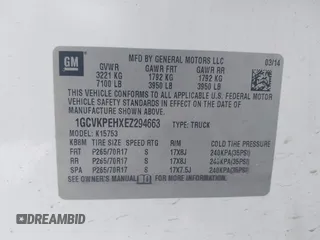 GM
MFD BY GENERAL MOTORS LLC
03/14
GVWR GAWR FRT GAWR RR
3221 KG 1792 KG 1792 KG
7100 LB 3950 LB 3950 LB
THIS VEHICLE CONFORMS TO ALL APPLICABLE U.S. FEDERAL
MOTOR VEHICLE SAFETY AND THEFT PREVENTION STANDARDS
IN EFFECT ON THE DATE OF MANUFACTURE SHOWN ABOVE.
1GCVKPEHXEZ294663 TYPE: TRUCK
MODEL: K15753
TIRE SIZE SPEED RTG RIM COLD TIRE PRESSURE
FRT P265/70R17 S 17X8J 240KPA(35PSI)
RR P265/70R17 S 17X8J 240KPA(35PSI)
SPA P265/70R17 S 17X7.5J 240KPA(35PSI)
SEE OWNER'S MANUAL FOR ADDITIONAL INFORMATION